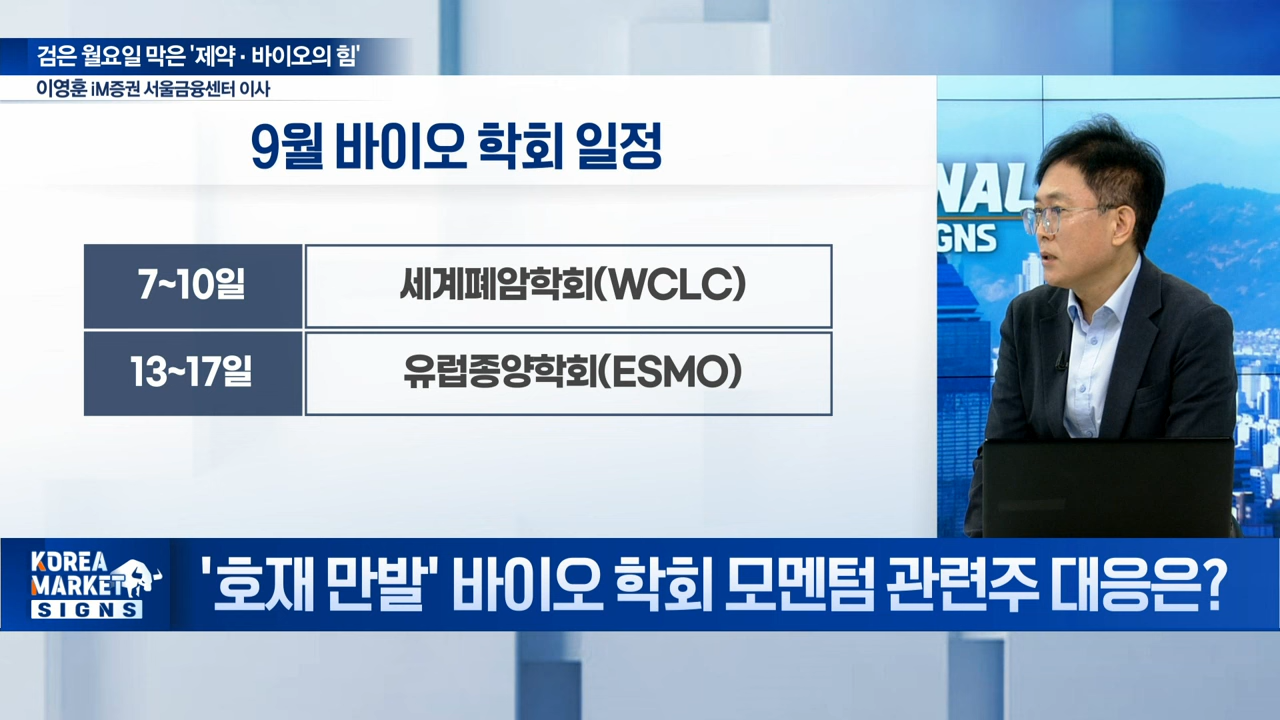 검은 월요일 막은 '제약·바이오의 힘'
이영훈 iM증권 서울금융센터 이사
9월 바이오 학회 일정
7~10일 세계폐암학회(WCLC)
13~17일 유럽종양학회(ESMO)
NAL
GNS
KOREA
MARKET
SIGNS
'호재 만발' 바이오 학회 모멘텀 관련주 대응은?